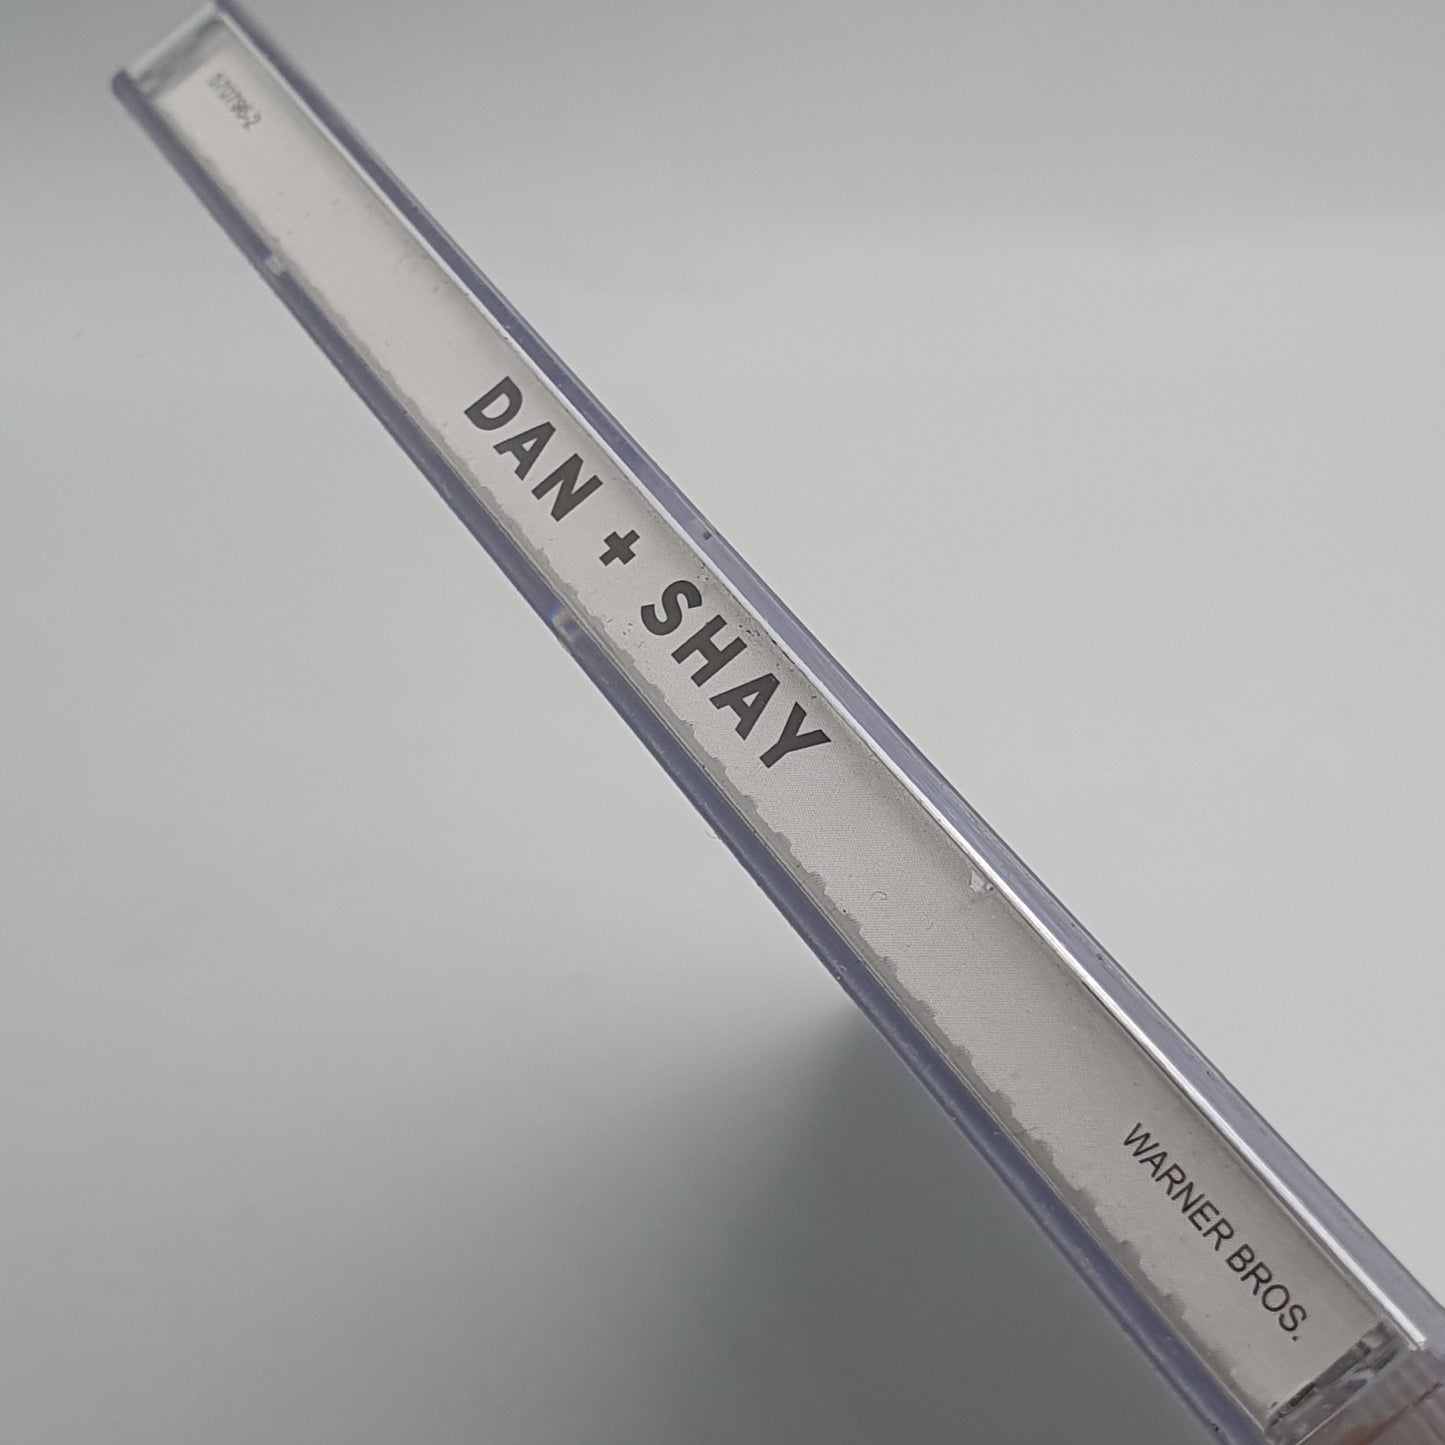 DAN + SHAY
WARNER BROS.